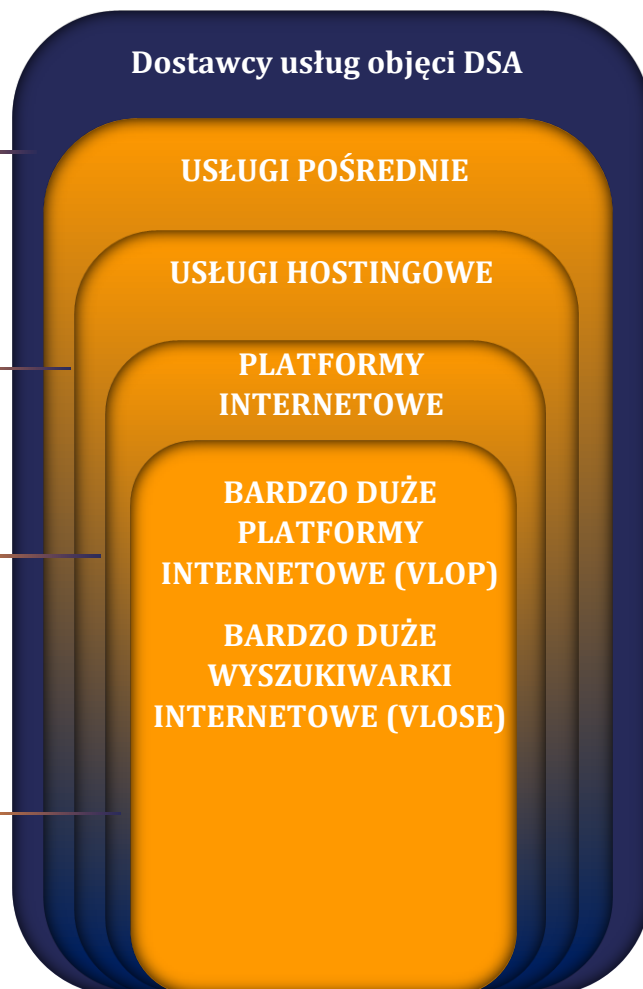 Dostawcy usług objęci DSA
USŁUGI POŚREDNIE
USŁUGI HOSTINGOWE
PLATFORMY
INTERNETOWE
BARDZO DUŻE
PLATFORMY
INTERNETOWE (VLOP)
BARDZO DUŻE
WYSZUKIWARKI
INTERNETOWE (VLOSE)